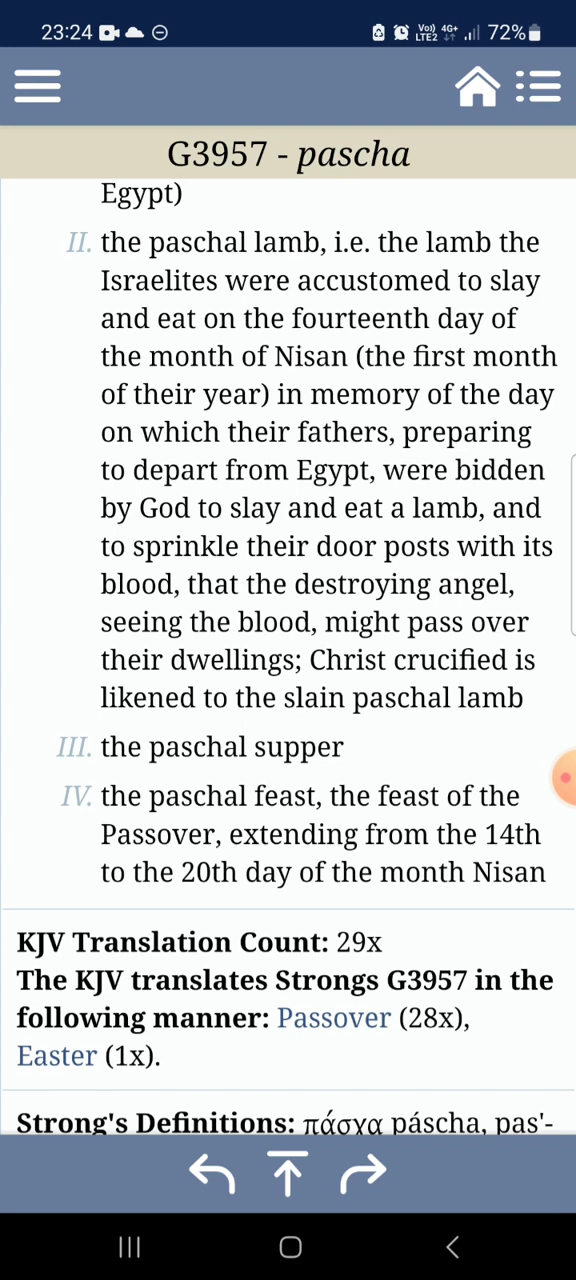 23:24 Vo)) LTE2 4G+ 72%
G3957 - pascha
Egypt)
II. the paschal lamb, i.e. the lamb the
Israelites were accustomed to slay
and eat on the fourteenth day of
the month of Nisan (the first month
of their year) in memory of the day
on which their fathers, preparing
to depart from Egypt, were bidden
by God to slay and eat a lamb, and
to sprinkle their door posts with its
blood, that the destroying angel,
seeing the blood, might pass over
their dwellings; Christ crucified is
likened to the slain paschal lamb
III. the paschal supper
IV. the paschal feast, the feast of the
Passover, extending from the 14th
to the 20th day of the month Nisan
KJV Translation Count: 29x
The KJV translates Strongs G3957 in the
following manner: Passover (28x),
Easter (1x).
Strong's Definitions: πάσχα páscha, pas'-